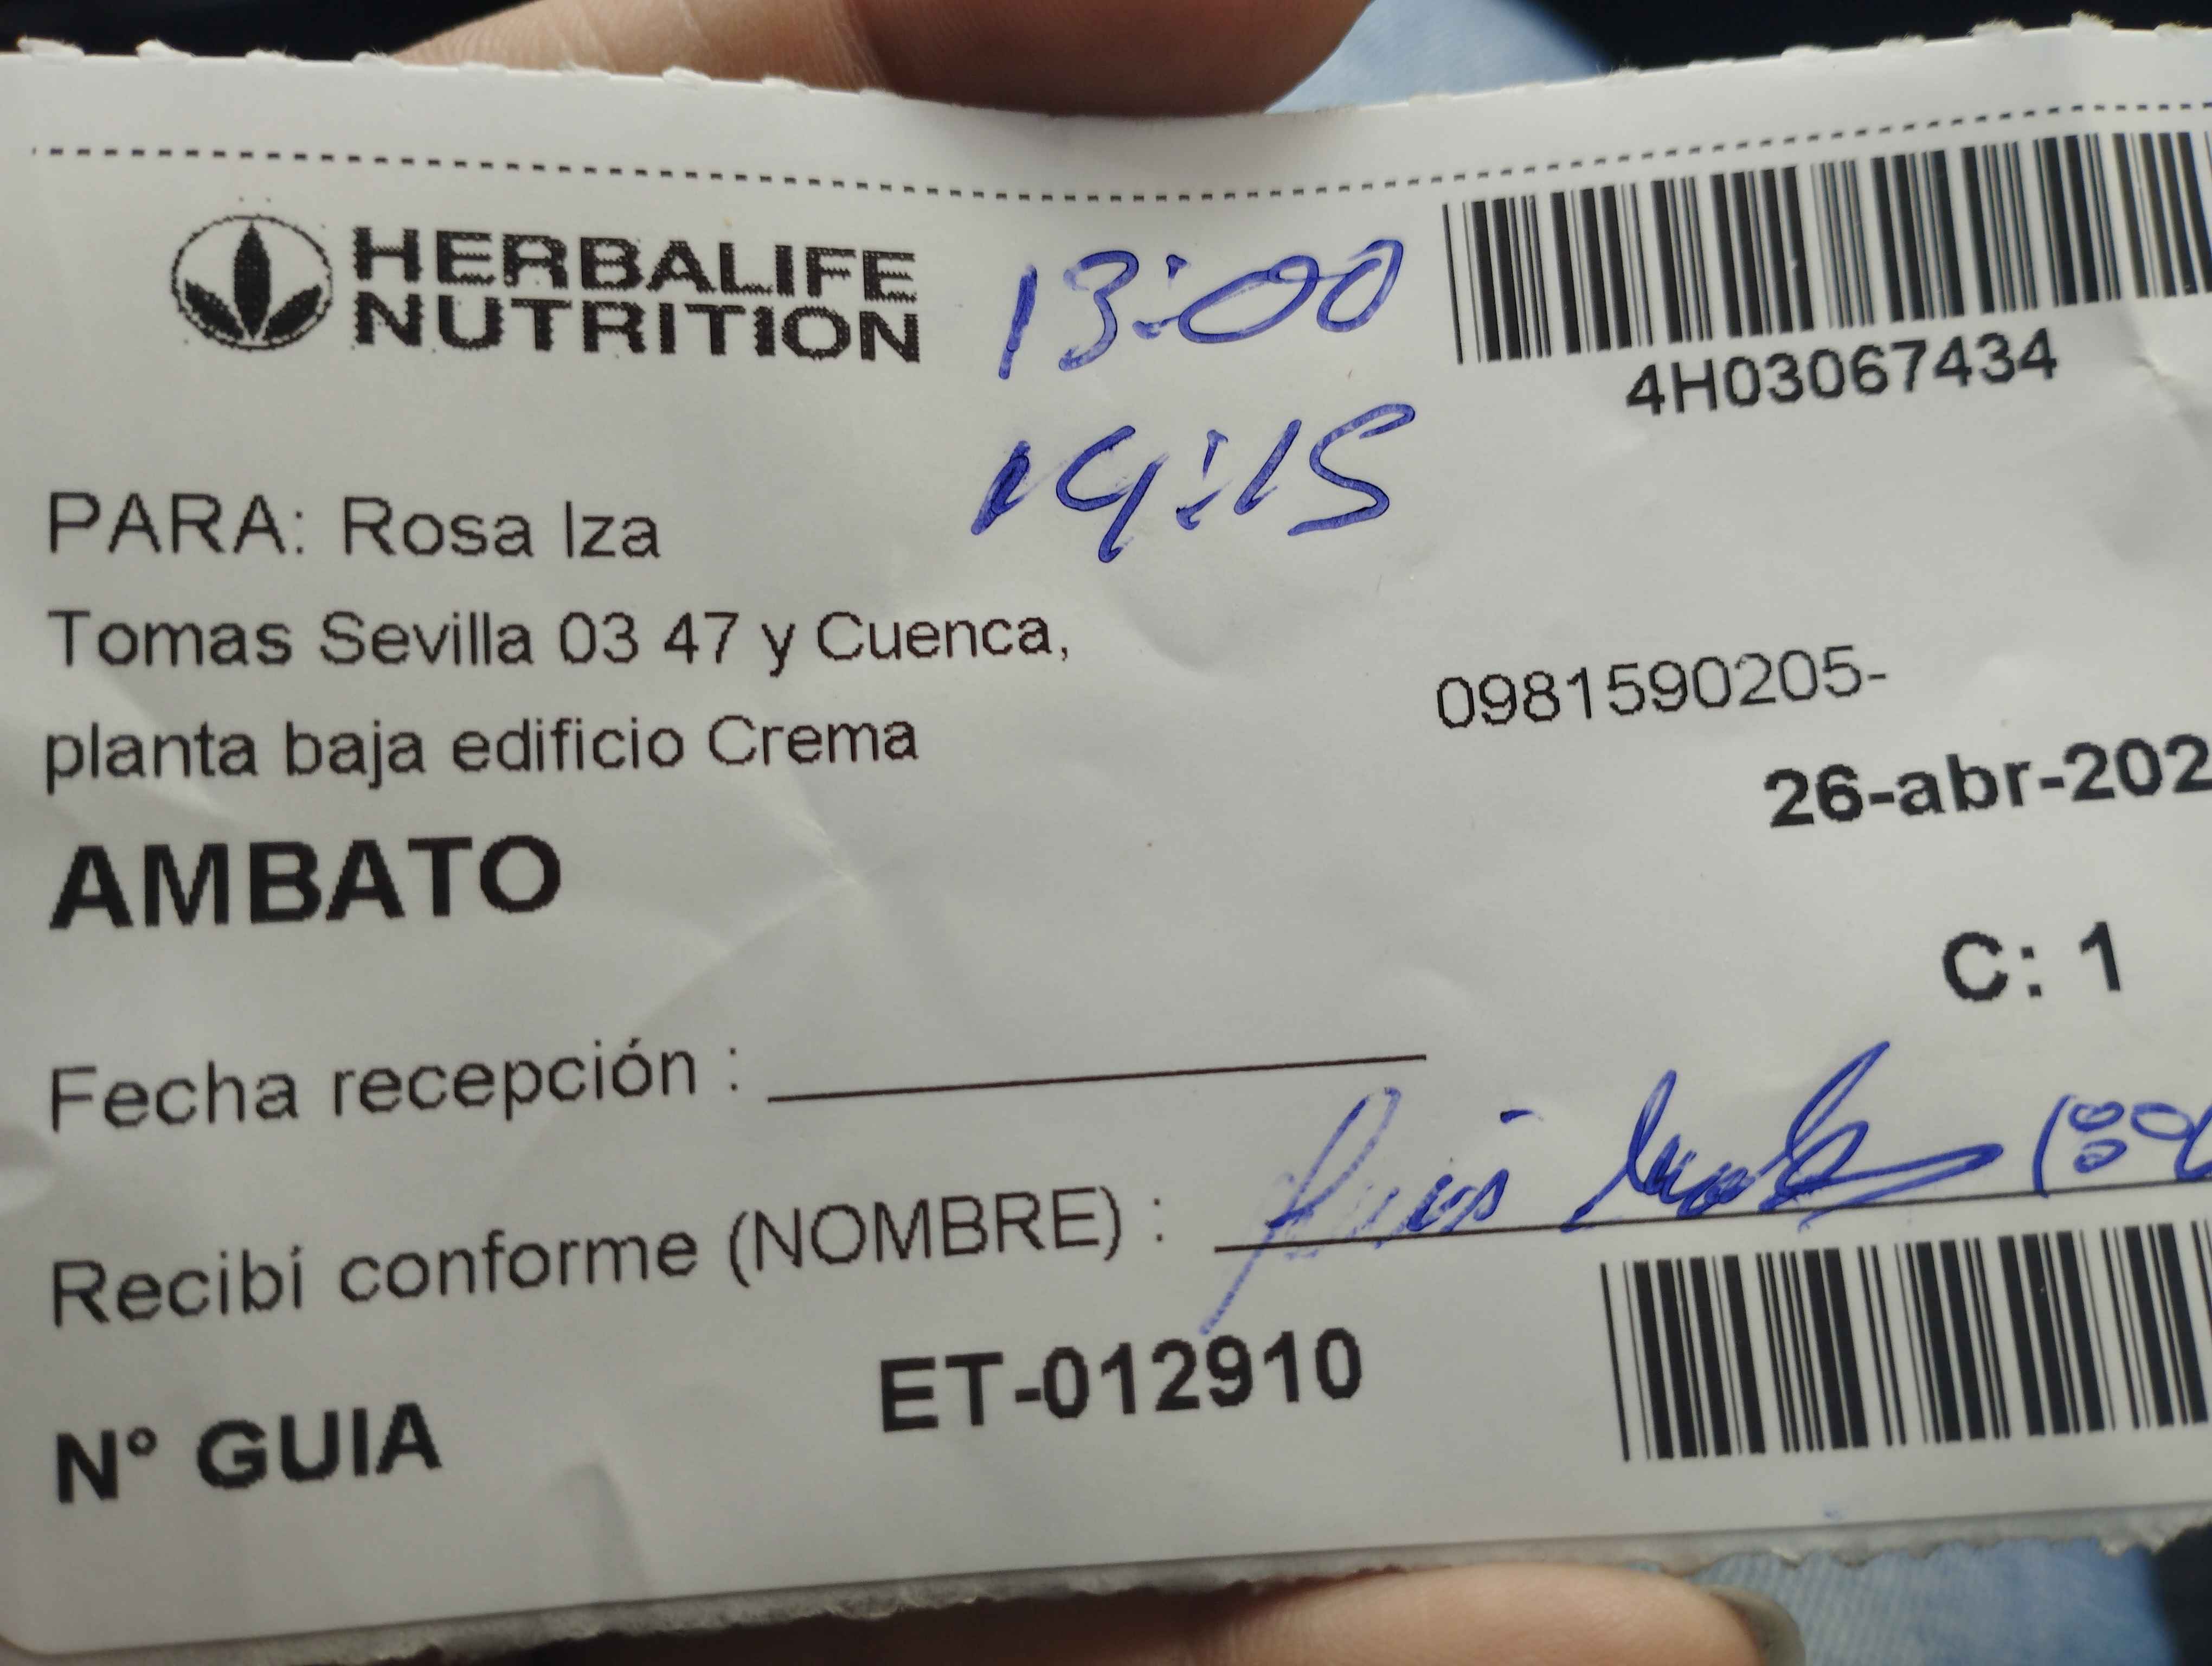 HERBALIFE
NUTRITION
13:00
14:15
4H03067434
PARA: Rosa Iza
Tomas Sevilla 03 47 y Cuenca,
planta baja edificio Crema
0981590205-
26-abr-202
AMBATO
C: 1
Fecha recepción :
Recibí conforme (NOMBRE) :
N° GUIA ET-012910